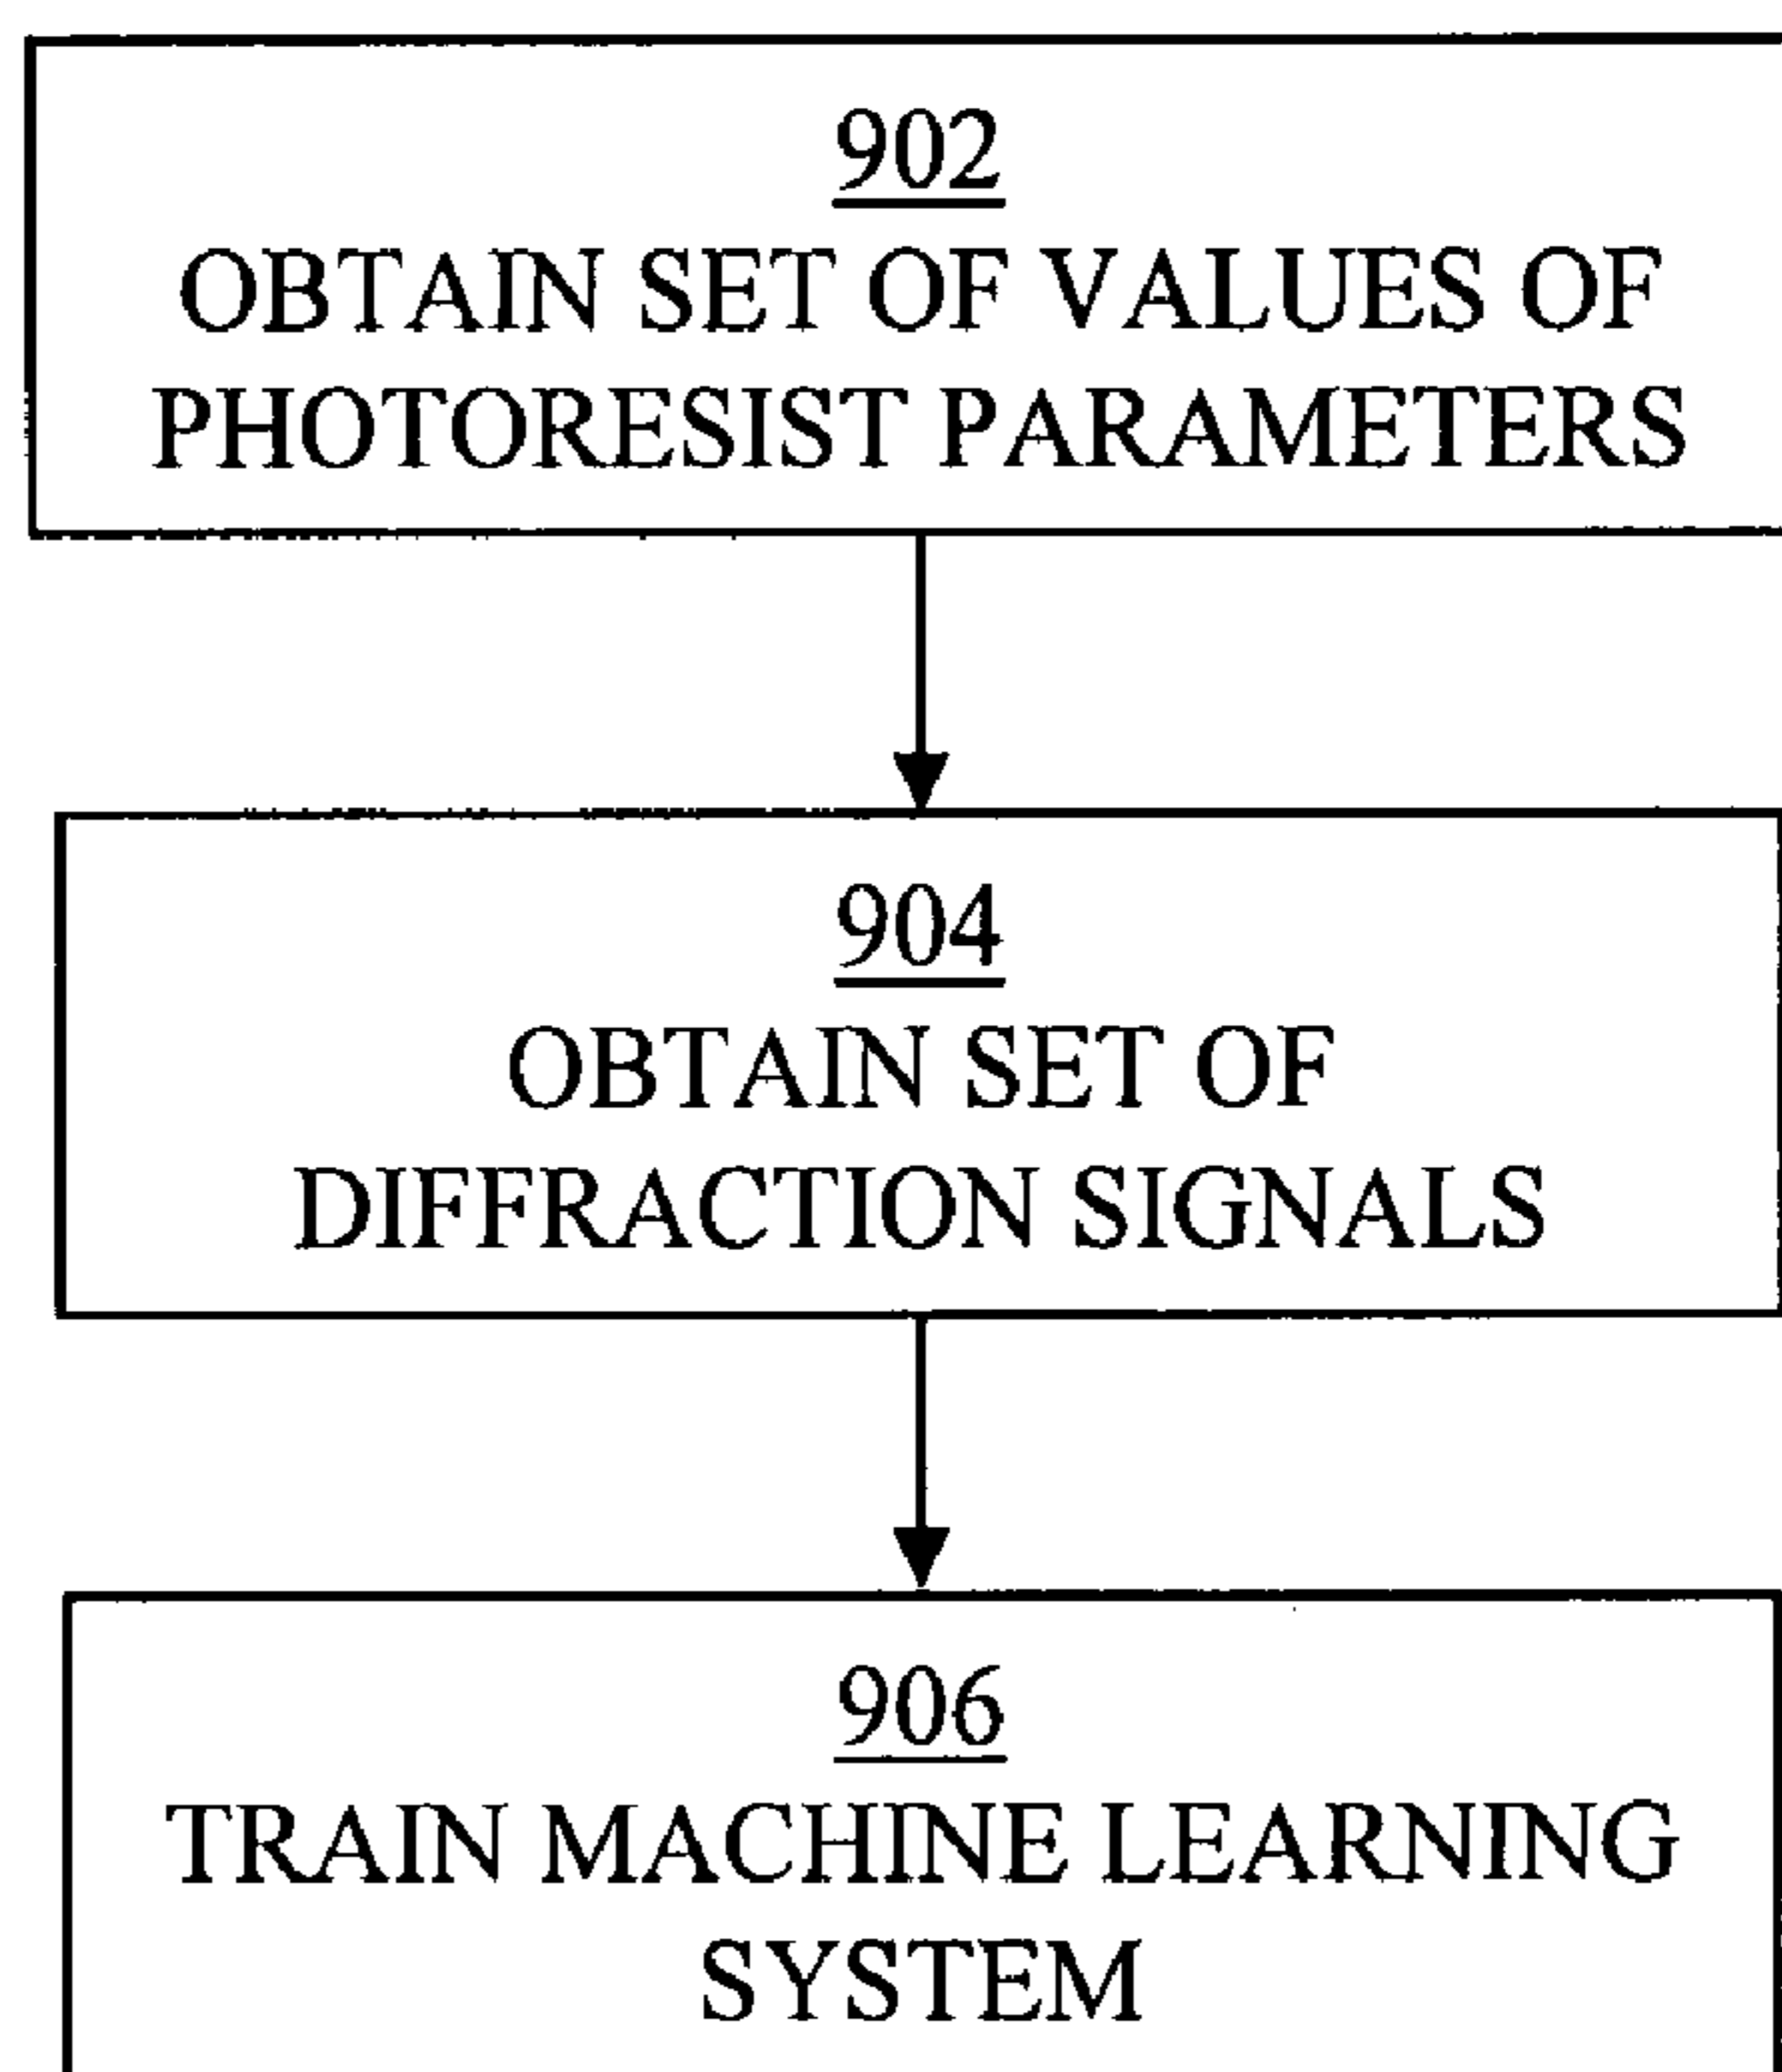 902
OBTAIN SET OF VALUES OF
PHOTORESIST PARAMETERS
904
OBTAIN SET OF
DIFFRACTION SIGNALS
906
TRAIN MACHINE LEARNING
SYSTEM